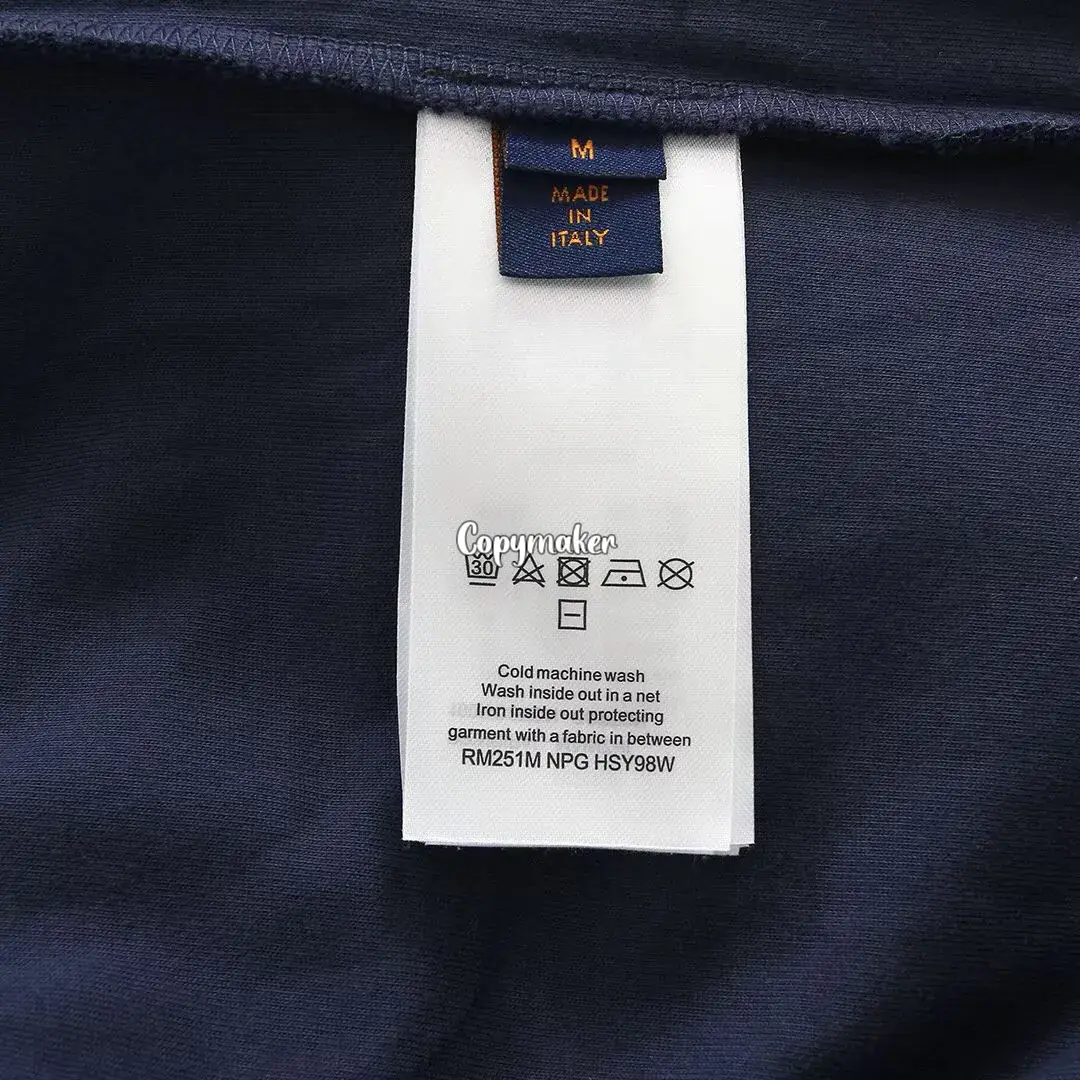 M
MADE
IN
ITALY
Copymaker
30
Cold machine wash
Wash inside out in a net
Iron inside out protecting
garment with a fabric in between
RM251M NPG HSY98W